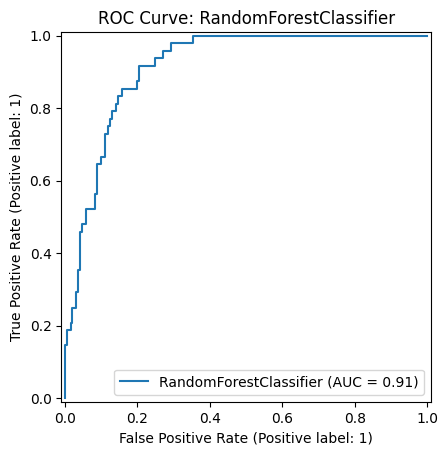 ROC Curve: RandomForestClassifier
True Positive Rate (Positive label: 1)
1.0
0.8
0.6
0.4
0.2
0.0
RandomForestClassifier (AUC = 0.91)
0.0 0.2 0.4 0.6 0.8 1.0
False Positive Rate (Positive label: 1)